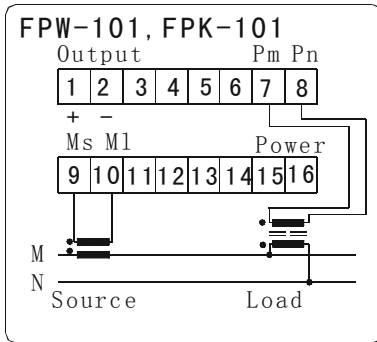 FPW-101, FPK-101
Output Pm Pn
1 2 3 4 5 6 7 8
+ −
Ms Ml Power
9 10 11 12 13 14 15 16
M
N
Source Load